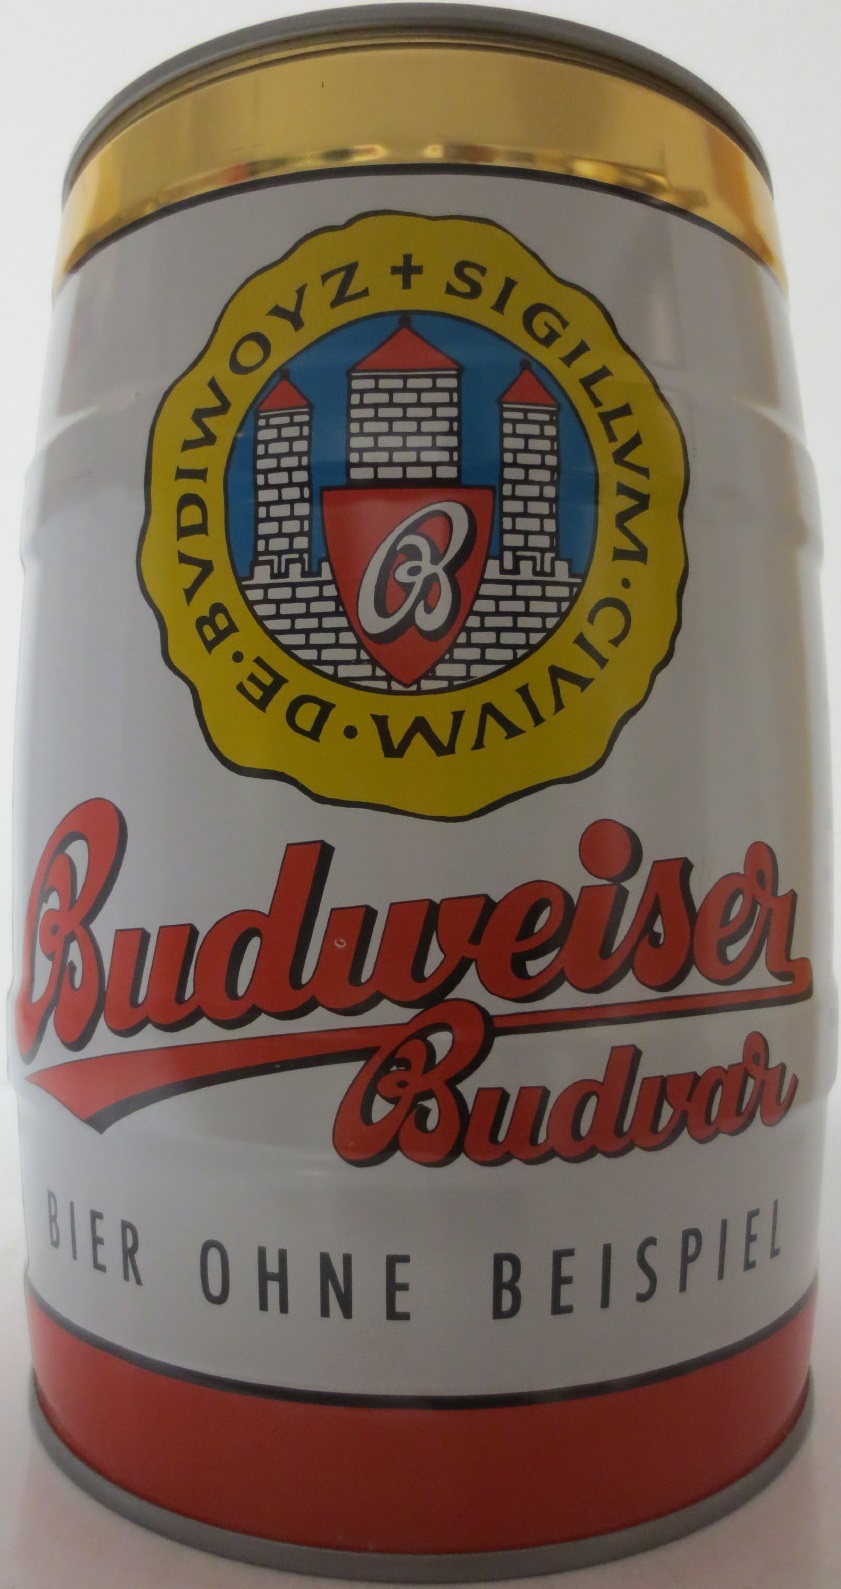 + SIGILLVM · CIVIVM · DE · BVDIWOYZ
B
Budweiser
Budvar
BIER OHNE BEISPIEL